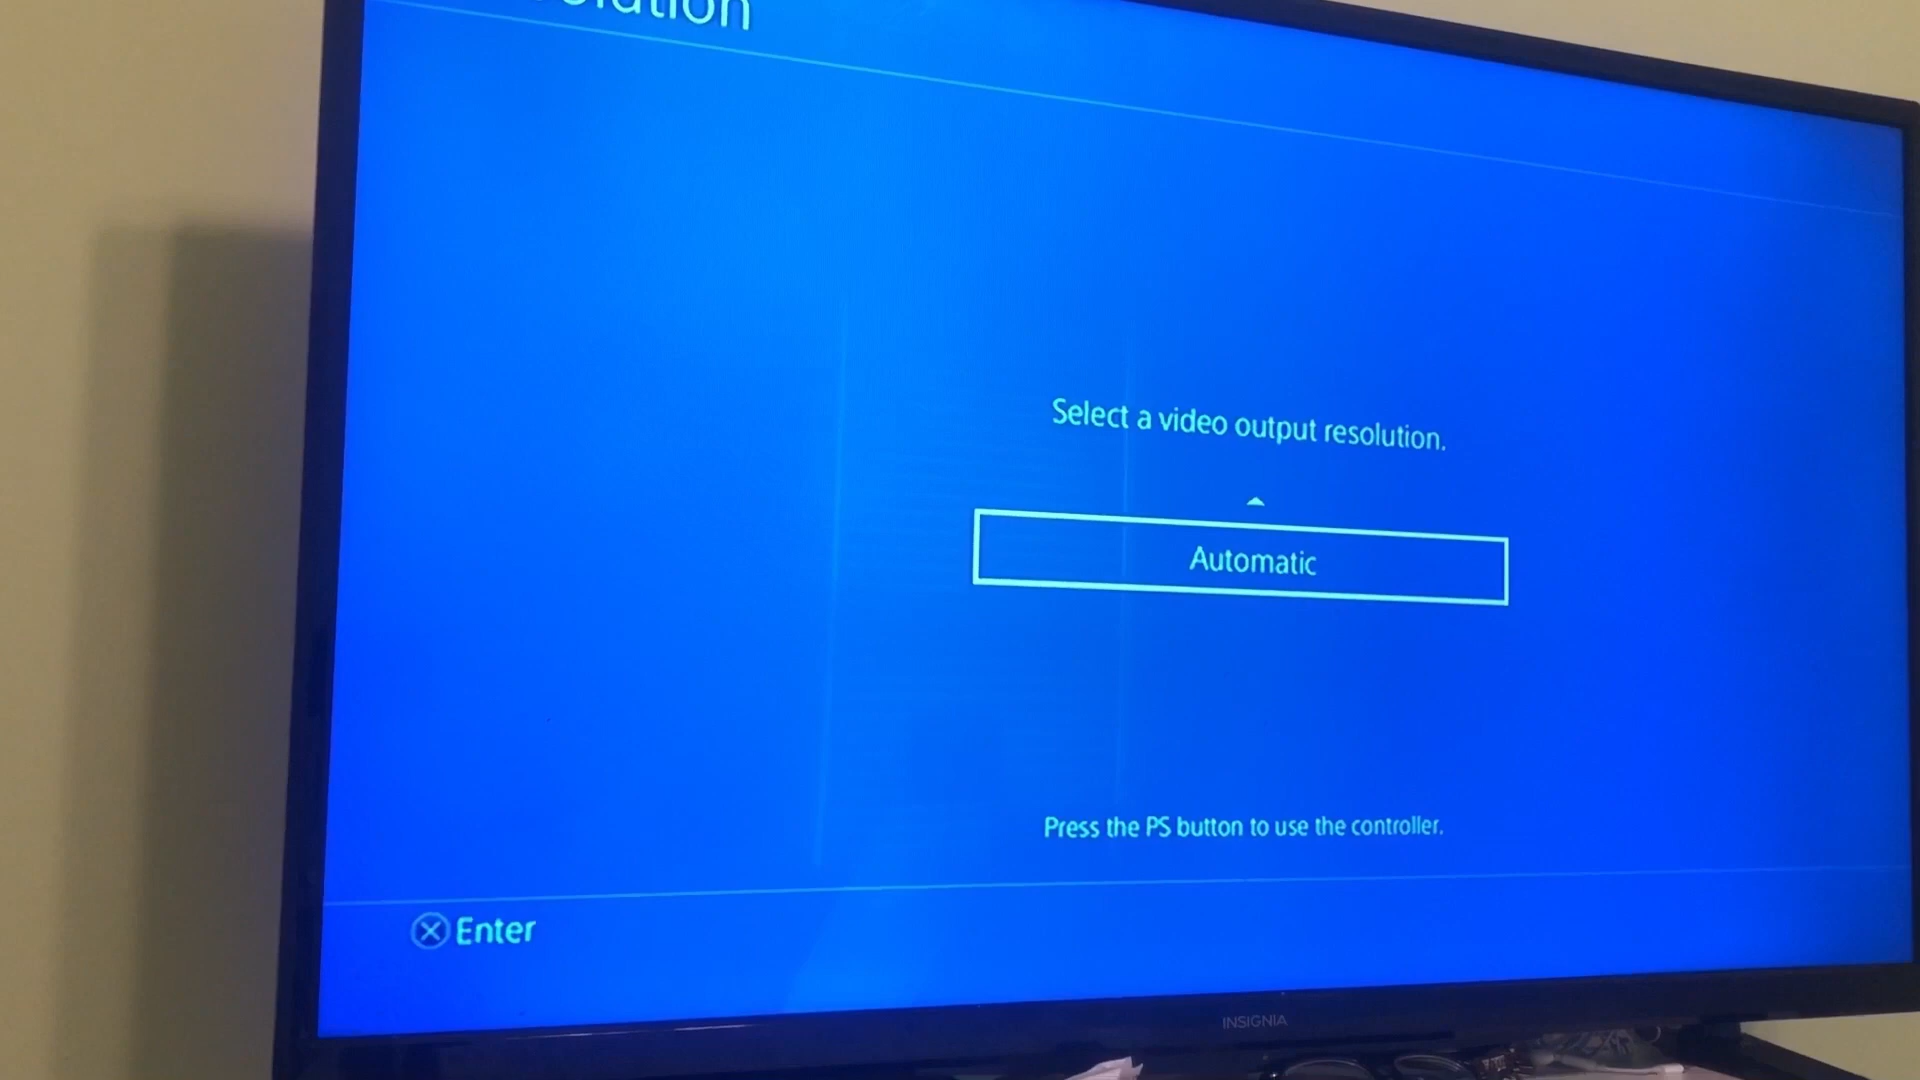 Select a video output resolution.
Automatic
Press the PS button to use the controller.
Enter
INSIGNIA